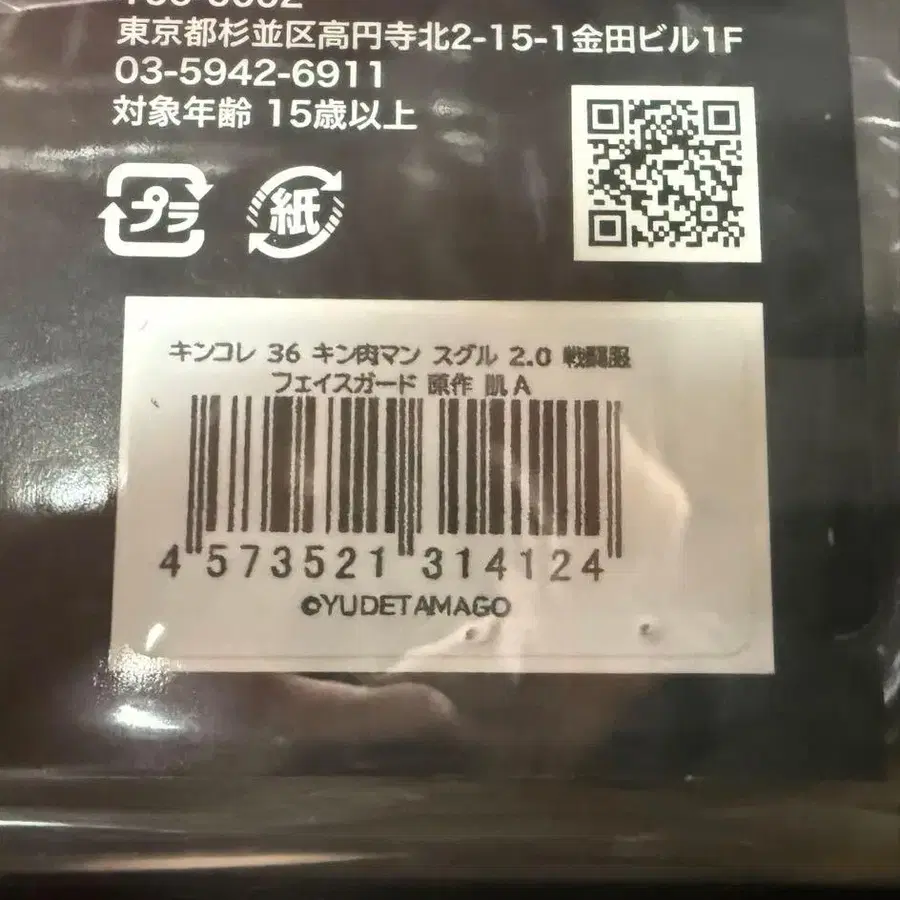 東京都杉並区高円寺北2-15-1金田ビル1F
03-5942-6911
対象年齢 15歳以上
プラ
紙
キンコレ 36 キン肉マン スグル 2.0 戦闘服
フェイスガード 原作 肌A
4 573521 314124
©YUDETAMAGO